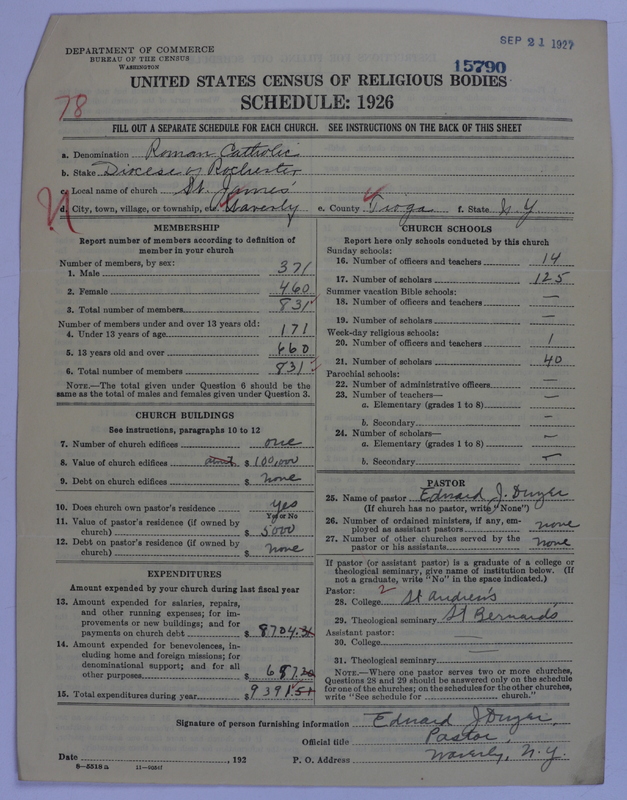 SEP 21 1927
DEPARTMENT OF COMMERCE
BUREAU OF THE CENSUS
WASHINGTON
15790
UNITED STATES CENSUS OF RELIGIOUS BODIES
SCHEDULE: 1926
78
FILL OUT A SEPARATE SCHEDULE FOR EACH CHURCH. SEE INSTRUCTIONS ON THE BACK OF THIS SHEET
a. Denomination Roman Catholic
b. Stake Diocese of Rochester
c. Local name of church St. James'
d. City, town, village, or township, etc. Waverly e. County Tioga f. State N Y
MEMBERSHIP
Report number of members according to definition of
member in your church
Number of members, by sex:
1. Male 371
2. Female 460
3. Total number of members 831
Number of members under and over 13 years old:
4. Under 13 years of age 171
5. 13 years old and over 660
6. Total number of members 831
NOTE.—The total given under Question 6 should be the
same as the total of males and females given under Question 3.
CHURCH BUILDINGS
See instructions, paragraphs 10 to 12
7. Number of church edifices one
8. Value of church edifices $ 100,000
9. Debt on church edifices $ none
10. Does church own pastor's residence yes
Yes or No
11. Value of pastor's residence (if owned by
church) $ 5000
12. Debt on pastor's residence (if owned by
church) $ none
EXPENDITURES
Amount expended by your church during last fiscal year
13. Amount expended for salaries, repairs,
and other running expenses; for im-
provements or new buildings; and for
payments on church debt $ 8704.31
14. Amount expended for benevolences, in-
cluding home and foreign missions; for
denominational support; and for all
other purposes $ 687.20
15. Total expenditures during year $ 9391.51
CHURCH SCHOOLS
Report here only schools conducted by this church
Sunday schools:
16. Number of officers and teachers 14
17. Number of scholars 125
Summer vacation Bible schools:
18. Number of officers and teachers —
19. Number of scholars —
Week-day religious schools:
20. Number of officers and teachers 1
21. Number of scholars 40
Parochial schools:
22. Number of administrative officers —
23. Number of teachers—
a. Elementary (grades 1 to 8) —
b. Secondary —
24. Number of scholars—
a. Elementary (grades 1 to 8) —
b. Secondary —
PASTOR
25. Name of pastor Edward J. Dwyer
(If church has no pastor, write "None")
26. Number of ordained ministers, if any, em-
ployed as assistant pastors none
27. Number of other churches served by the
pastor or his assistants none
If pastor (or assistant pastor) is a graduate of a college or
theological seminary, give name of institution below. (If
not a graduate, write "No" in the space indicated.)
Pastor: 2
28. College St Andrews
29. Theological seminary St Bernards
Assistant pastor:
30. College —
31. Theological seminary —
NOTE.—Where one pastor serves two or more churches,
Questions 28 and 29 should be answered only on the schedule
for one of the churches; on the schedules for the other churches,
write "See schedule for church."
Signature of person furnishing information Edward J Dwyer
Official title Pastor,
Date , 192 P. O. Address Waverly, N.Y.
8-5518 a